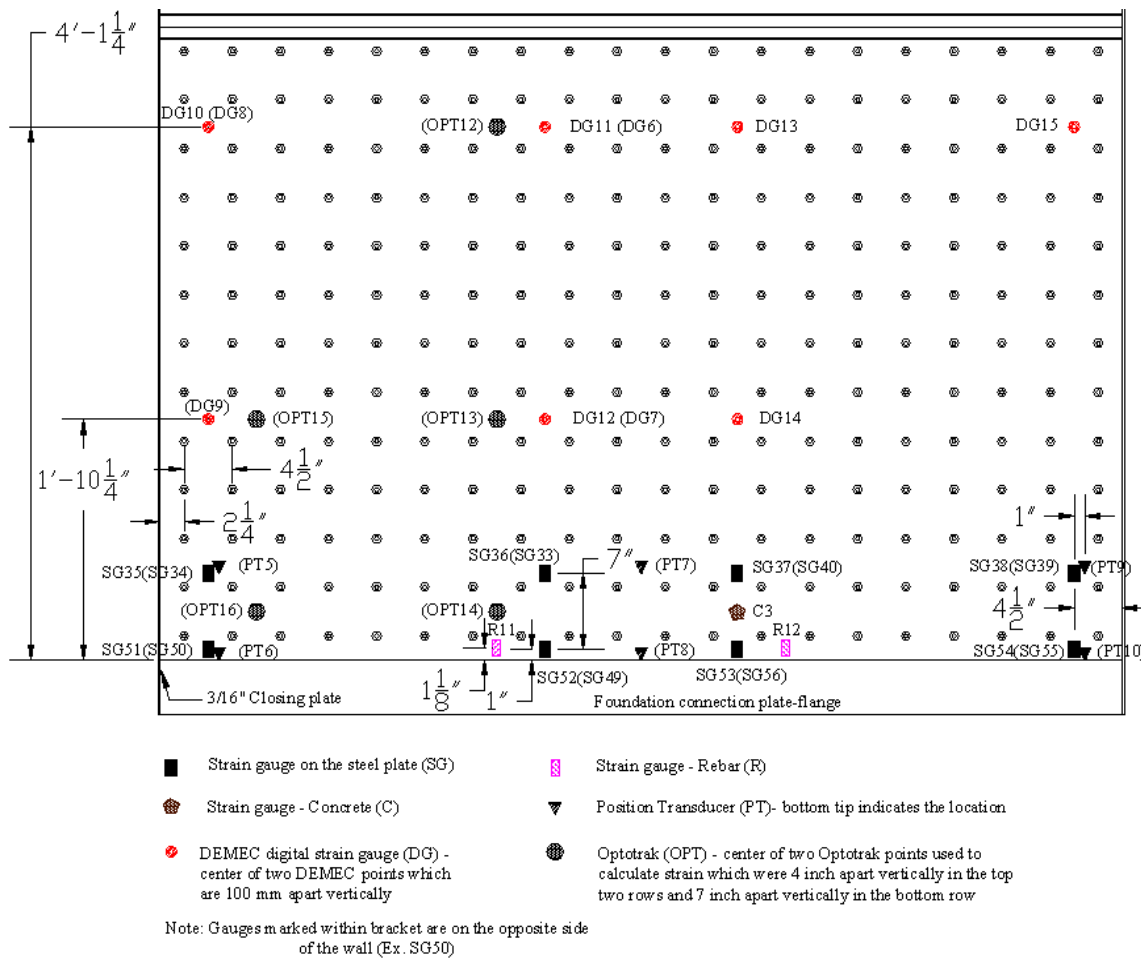 4'-1 1/4"
DG10 (DG8)
(OPT12)
DG11 (DG6)
DG13
DG15
(DG9)
(OPT15)
(OPT13)
DG12 (DG7)
DG14
1'-10 1/4"
4 1/2"
2 1/4"
1"
SG35(SG34)
(PT5)
SG36(SG33)
7"
(PT7)
SG37(SG40)
SG38(SG39)
(PT9)
(OPT16)
(OPT14)
C3
4 1/2"
R11
R12
SG51(SG50)
(PT6)
(PT8)
SG54(SG55)
(PT10)
SG52(SG49)
SG53(SG56)
1 1/8"
1"
3/16" Closing plate
Foundation connection plate-flange
Strain gauge on the steel plate (SG)
Strain gauge - Rebar (R)
Strain gauge - Concrete (C)
Position Transducer (PT)- bottom tip indicates the location
DEMEC digital strain gauge (DG) -
center of two DEMEC points which
are 100 mm apart vertically
Optotrak (OPT) - center of two Optotrak points used to
calculate strain which were 4 inch apart vertically in the top
two rows and 7 inch apart vertically in the bottom row
Note: Gauges marked within bracket are on the opposite side
of the wall (Ex. SG50)